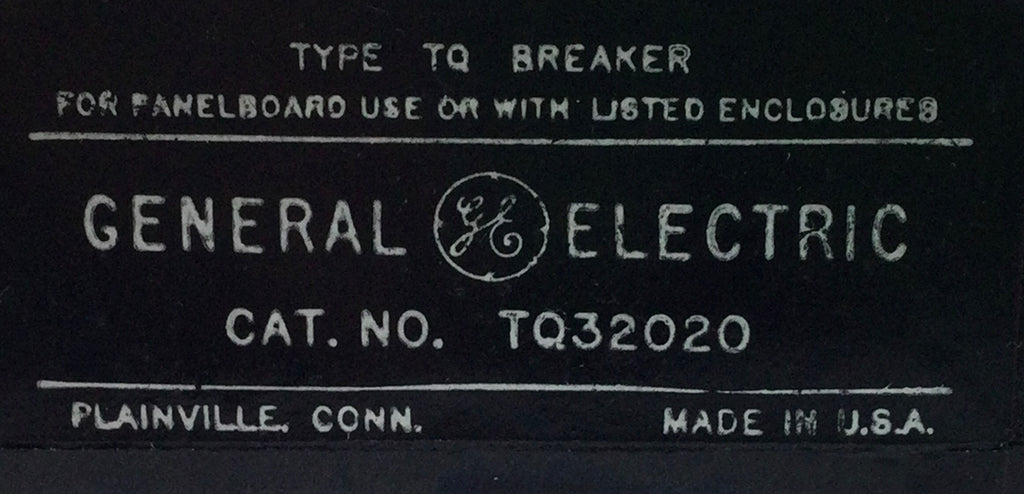 TYPE TQ BREAKER
FOR PANELBOARD USE OR WITH LISTED ENCLOSURES
GENERAL GE ELECTRIC
CAT. NO. TQ32020
PLAINVILLE, CONN. MADE IN U.S.A.